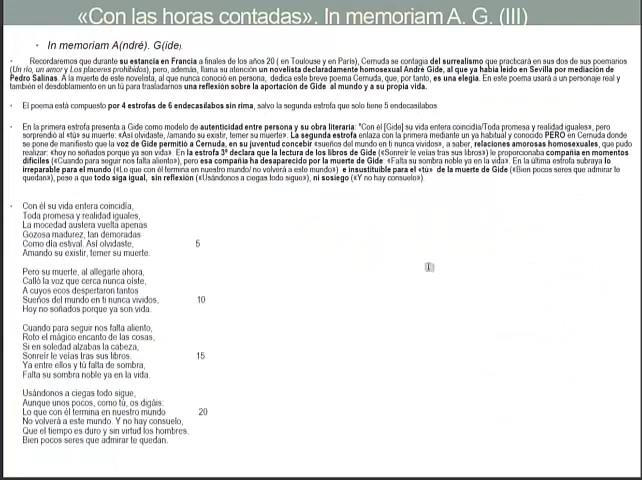 «Con las horas contadas». In memoriam A. G. (III)
• In memoriam A(ndré). G(ide).
• Recordaremos que durante su estancia en Francia a finales de los años 20 ( en Toulouse y en París), Cernuda se contagia del surrealismo que practicará en sus dos de sus poemarios
(Un río, un amor y Los placeres prohibidos), pero, además, llama su atención un novelista declaradamente homosexual André Gide, al que ya había leído en Sevilla por mediación de
Pedro Salinas. A la muerte de este novelista, al que nunca conoció en persona, dedica este breve poema Cernuda, que, por tanto, es una elegía. En este poema usará a un personaje real y
también el desdoblamiento en un tú para trasladarnos una reflexión sobre la aportación de Gide al mundo y a su propia vida.
• El poema está compuesto por 4 estrofas de 6 endecasílabos sin rima, salvo la segunda estrofa que solo tiene 5 endecasílabos.
• En la primera estrofa presenta a Gide como modelo de autenticidad entre persona y su obra literaria: "Con él [Gide] su vida entera coincidía/Toda promesa y realidad iguales», pero
sorprendió al «tú» su muerte: «Así olvidaste, /amando su existir, temer su muerte». La segunda estrofa enlaza con la primera mediante un ya habitual y conocido PERO en Cernuda donde
se pone de manifiesto que la voz de Gide permitió a Cernuda, en su juventud concebir «sueños del mundo en ti nunca vividos», a saber, relaciones amorosas homosexuales, que pudo
realizar: «hoy no soñados porque ya son vida». En la estrofa 3ª declara que la lectura de los libros de Gide («Sonreír le veías tras sus libros») le proporcionaba compañía en momentos
difíciles («Cuando para seguir nos falta aliento»), pero esa compañía ha desaparecido por la muerte de Gide: «Falta su sombra noble ya en la vida». En la última estrofa subraya lo
irreparable para el mundo («Lo que con él termina en nuestro mundo/ no volverá a este mundo») e insustituible para el «tú» de la muerte de Gide («Bien pocos seres que admirar te
quedan»), pese a que todo siga igual, sin reflexión («Usándonos a ciegas todo sigue»), ni sosiego («Y no hay consuelo»).
• Con él su vida entera coincidía,
Toda promesa y realidad iguales,
La mocedad austera vuelta apenas
Gozosa madurez, tan demoradas
Como día estival. Así olvidaste, 5
Amando su existir, temer su muerte.
Pero su muerte, al allegarle ahora,
Calló la voz que cerca nunca oíste,
A cuyos ecos despertaron tantos
Sueños del mundo en ti nunca vividos, 10
Hoy no soñados porque ya son vida.
Cuando para seguir nos falta aliento,
Roto el mágico encanto de las cosas,
Si en soledad alzabas la cabeza,
Sonreír le veías tras sus libros. 15
Ya entre ellos y tú falta de sombra,
Falta su sombra noble ya en la vida.
Usándonos a ciegas todo sigue,
Aunque unos pocos, como tú, os digáis:
Lo que con él termina en nuestro mundo 20
No volverá a este mundo. Y no hay consuelo,
Que el tiempo es duro y sin virtud los hombres.
Bien pocos seres que admirar te quedan.